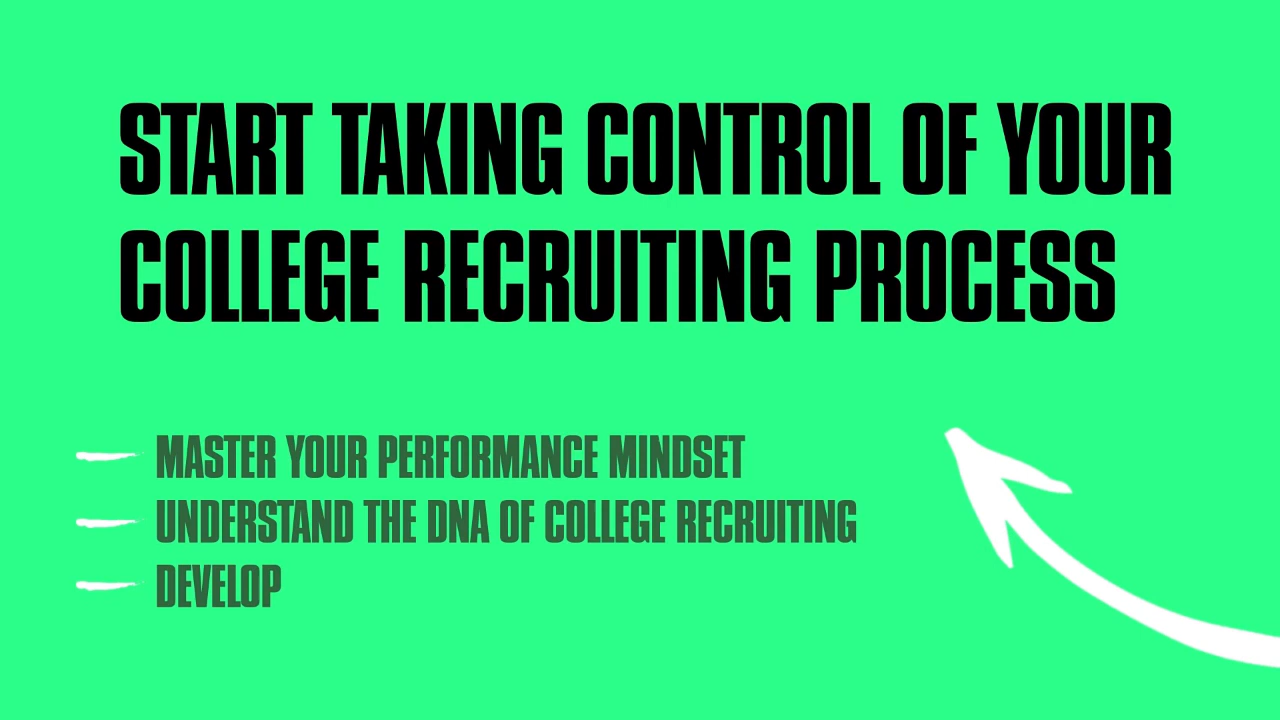 START TAKING CONTROL OF YOUR
COLLEGE RECRUITING PROCESS
MASTER YOUR PERFORMANCE MINDSET
UNDERSTAND THE DNA OF COLLEGE RECRUITING
DEVELOP